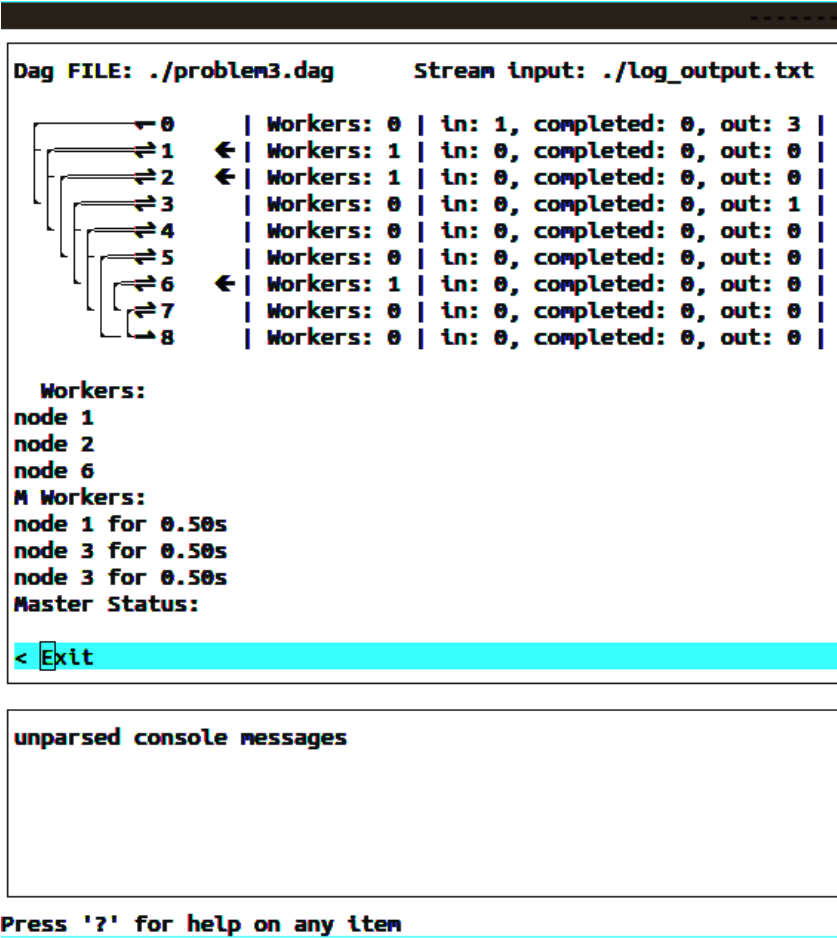 Dag FILE: ./problem3.dag Stream input: ./log_output.txt
0 | Workers: 0 | in: 1, completed: 0, out: 3 |
1 ←| Workers: 1 | in: 0, completed: 0, out: 0 |
2 ←| Workers: 1 | in: 0, completed: 0, out: 0 |
3 | Workers: 0 | in: 0, completed: 0, out: 1 |
4 | Workers: 0 | in: 0, completed: 0, out: 0 |
5 | Workers: 0 | in: 0, completed: 0, out: 0 |
6 ←| Workers: 1 | in: 0, completed: 0, out: 0 |
7 | Workers: 0 | in: 0, completed: 0, out: 0 |
8 | Workers: 0 | in: 0, completed: 0, out: 0 |
Workers:
node 1
node 2
node 6
M Workers:
node 1 for 0.50s
node 3 for 0.50s
node 3 for 0.50s
Master Status:
< Exit
unparsed console messages
Press '?' for help on any item